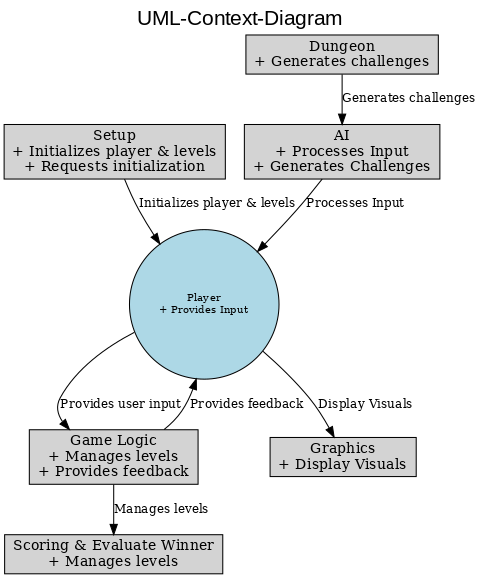 UML-Context-Diagram
Dungeon
+ Generates challenges
Generates challenges
Setup
+ Initializes player & levels
+ Requests initialization
AI
+ Processes Input
+ Generates Challenges
Initializes player & levels
Processes Input
Player
+ Provides Input
Provides user input
Provides feedback
Display Visuals
Game Logic
+ Manages levels
+ Provides feedback
Graphics
+ Display Visuals
Manages levels
Scoring & Evaluate Winner
+ Manages levels